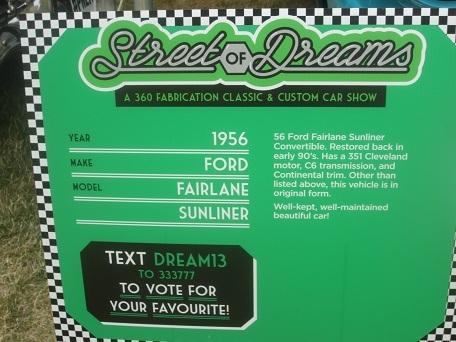 Street OF Dreams
A 360 FABRICATION CLASSIC & CUSTOM CAR SHOW
YEAR 1956
MAKE FORD
MODEL FAIRLANE
SUNLINER
56 Ford Fairlane Sunliner
Convertible. Restored back in
early 90's. Has a 351 Cleveland
motor, C6 transmission, and
Continental trim. Other than
listed above, this vehicle is in
original form.
Well-kept, well-maintained
beautiful car!
TEXT DREAM13
TO 333777
TO VOTE FOR
YOUR FAVOURITE!